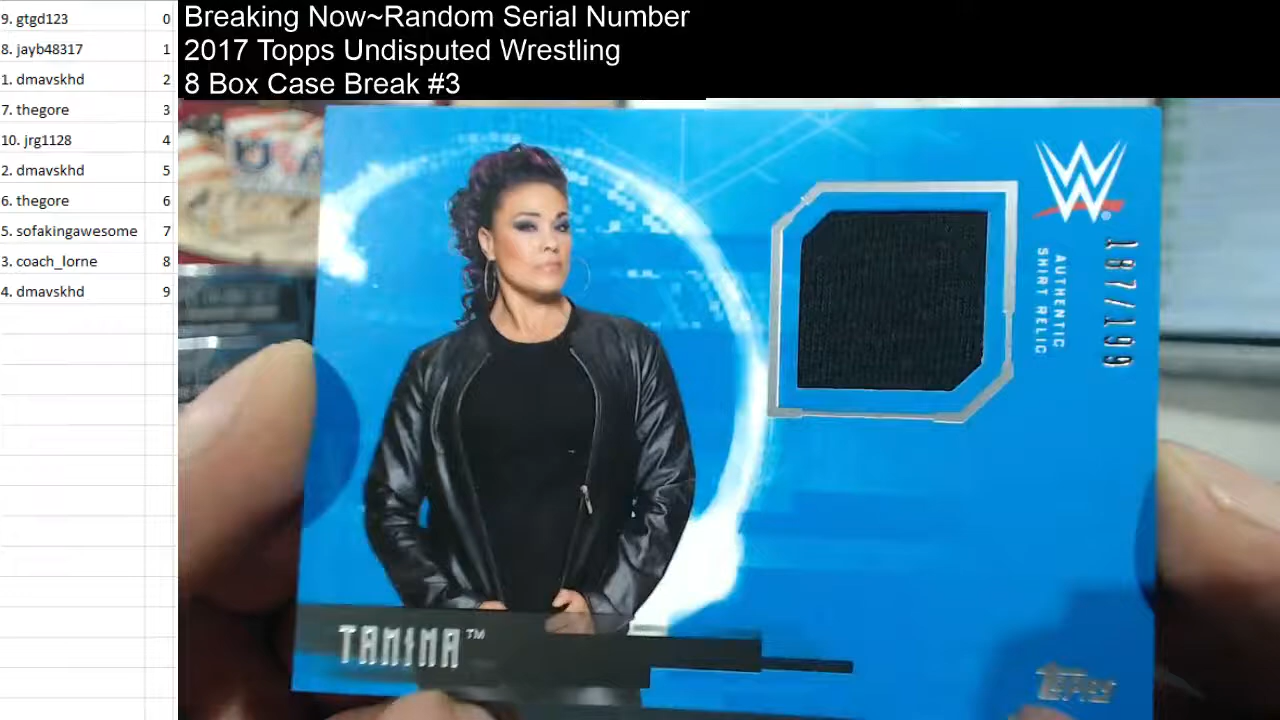 9. gtgd123 0
8. jayb48317 1
1. dmavskhd 2
7. thegore 3
10. jrg1128 4
2. dmavskhd 5
6. thegore 6
5. sofakingawesome 7
3. coach_lorne 8
4. dmavskhd 9
Breaking Now~Random Serial Number
2017 Topps Undisputed Wrestling
8 Box Case Break #3
W
®
187/199
AUTHENTIC
SHIRT RELIC
TAMINA™
Topps